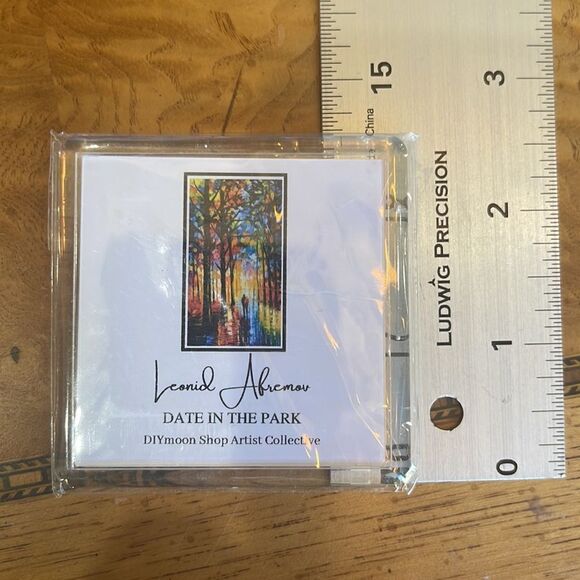 Leonid Afremov
DATE IN THE PARK
DIYmoon Shop Artist Collective
15
China
LUDWIG PRECISION
3
2
1
0